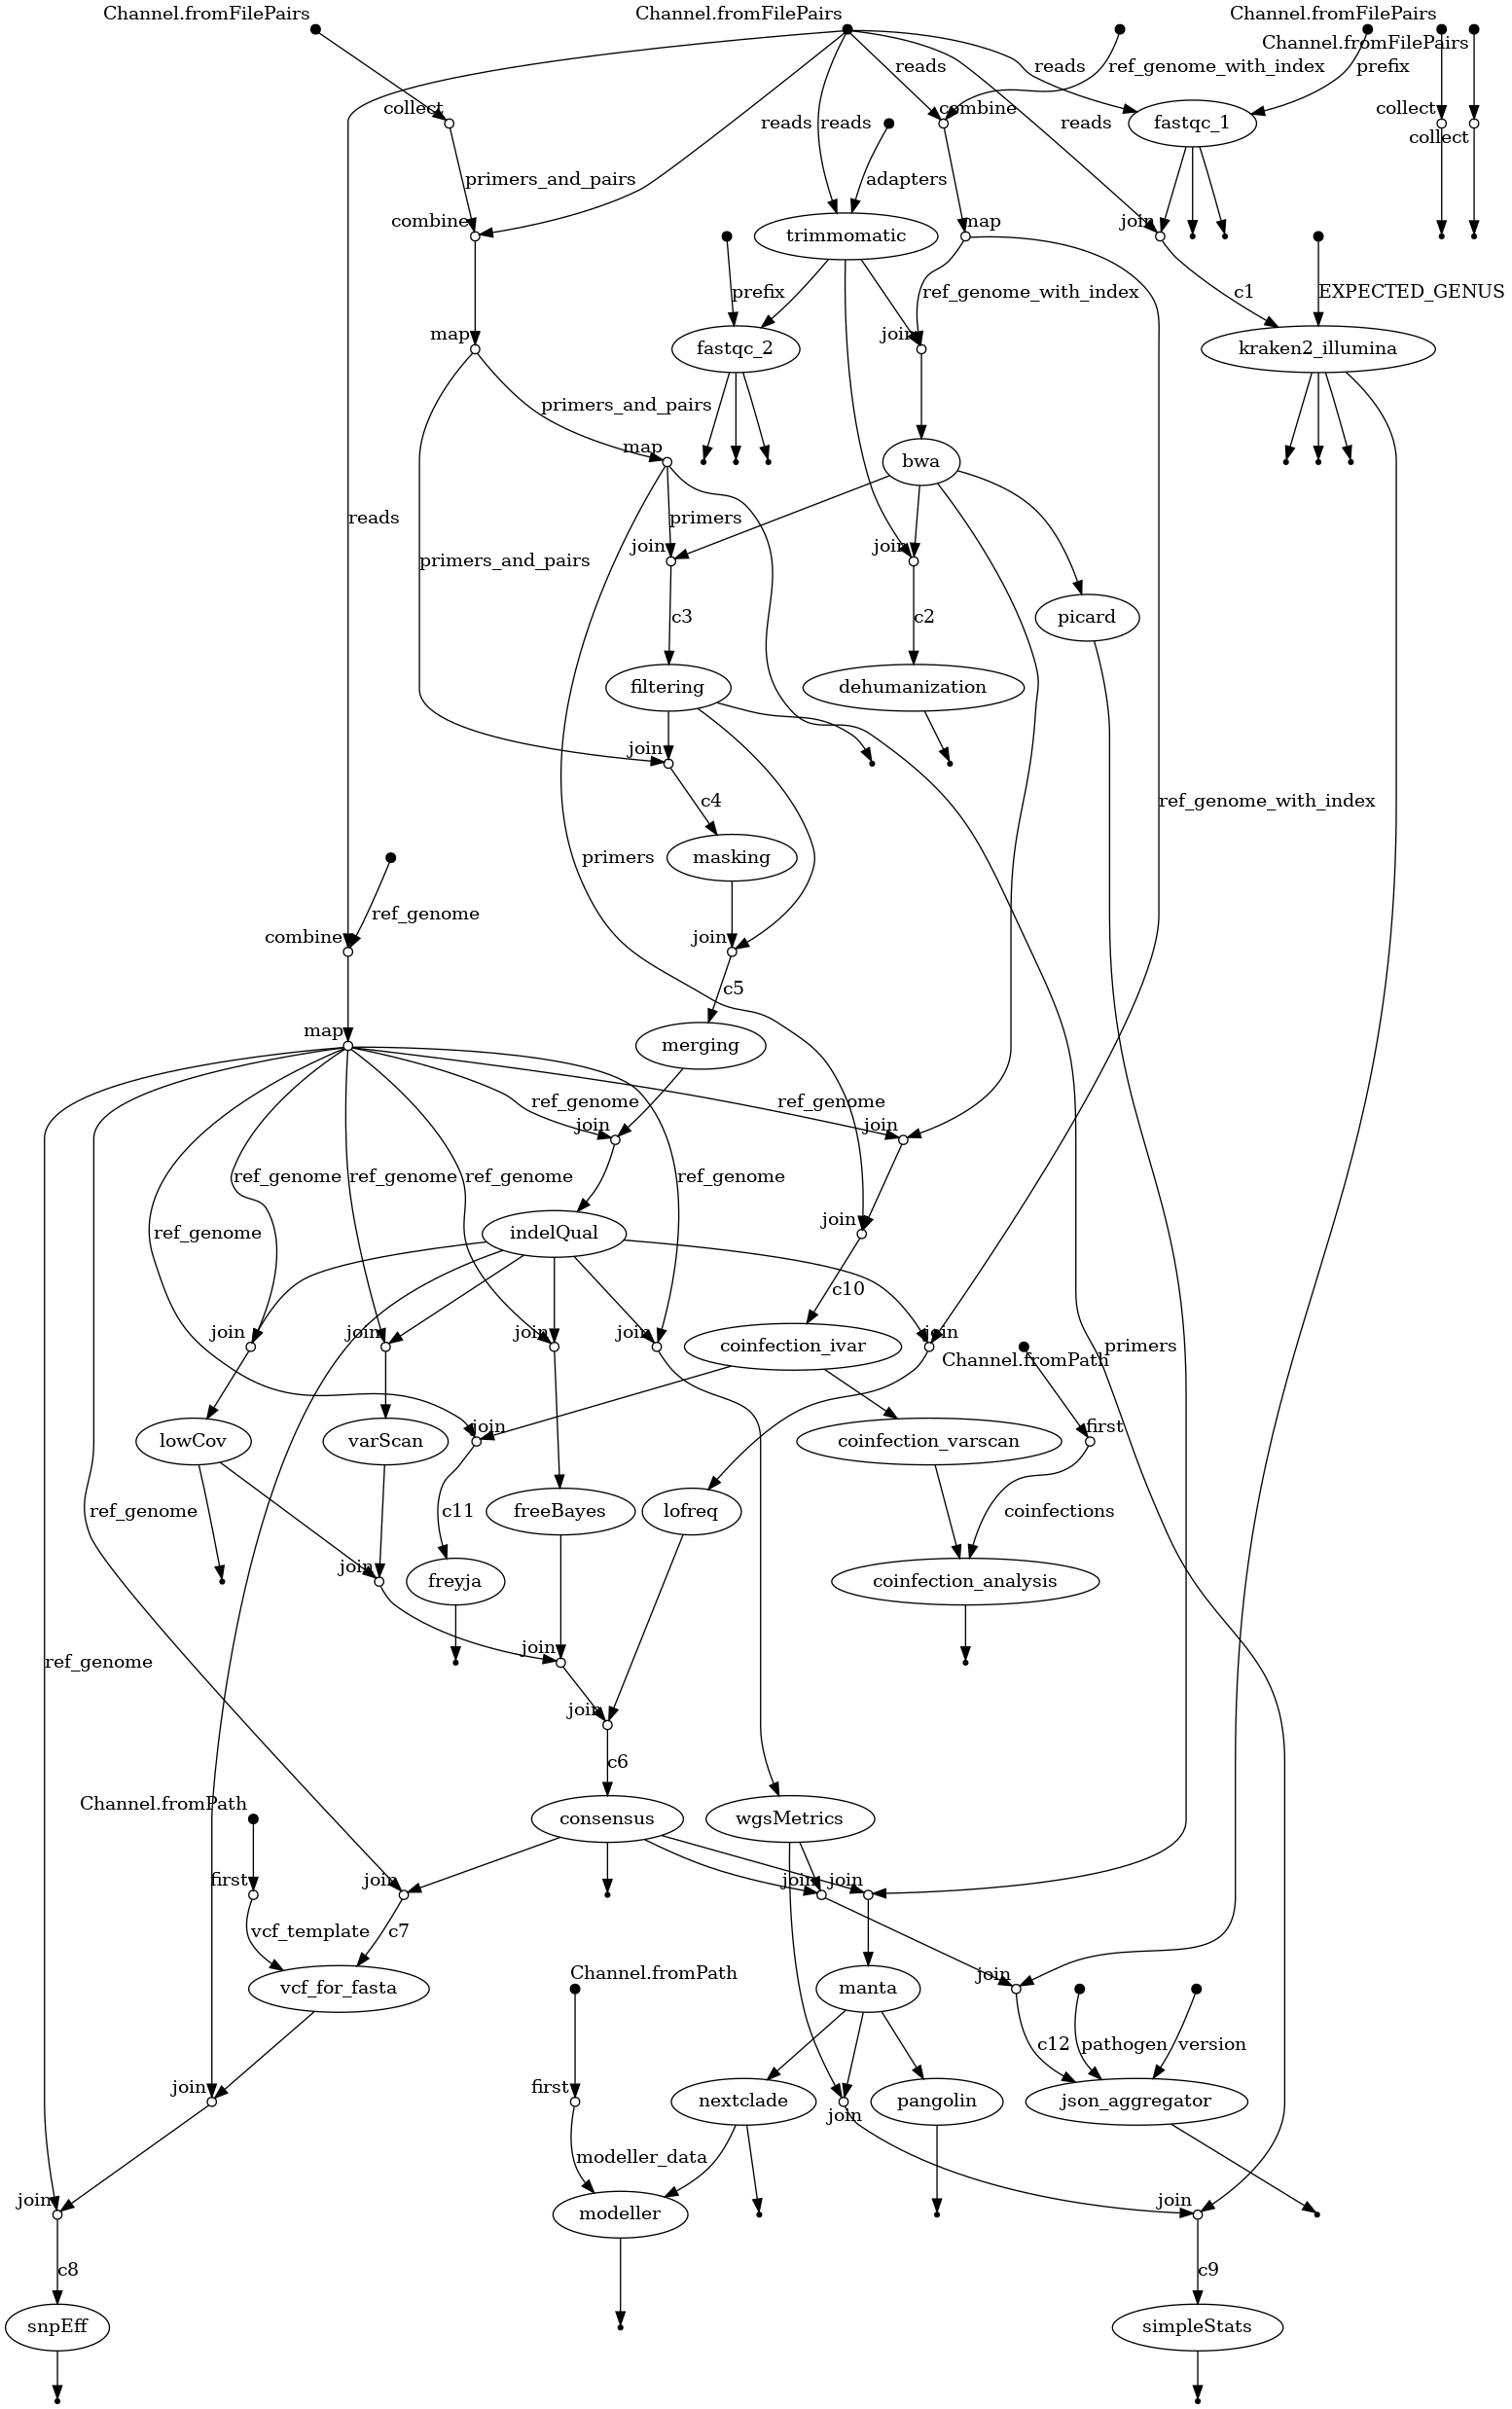 Channel.fromFilePairs
Channel.fromFilePairs
Channel.fromFilePairs
Channel.fromFilePairs
reads
reads
ref_genome_with_index
prefix
collect
combine
fastqc_1
collect
reads
reads
reads
collect
primers_and_pairs
adapters
combine
trimmomatic
map
join
prefix
ref_genome_with_index
c1
EXPECTED_GENUS
map
fastqc_2
join
kraken2_illumina
primers_and_pairs
map
bwa
reads
primers
join
join
primers_and_pairs
c3
c2
picard
filtering
dehumanization
join
c4
ref_genome_with_index
masking
primers
ref_genome
combine
join
c5
map
merging
ref_genome
ref_genome
join
join
ref_genome
ref_genome
ref_genome
ref_genome
join
ref_genome
indelQual
c10
join
join
join
join
join
coinfection_ivar
primers
Channel.fromPath
join
first
lowCov
varScan
coinfection_varscan
ref_genome
c11
freeBayes
lofreq
coinfections
join
freyja
coinfection_analysis
join
ref_genome
join
c6
Channel.fromPath
consensus
wgsMetrics
first
join
join
join
vcf_template
c7
Channel.fromPath
join
vcf_for_fasta
manta
c12
pathogen
version
join
first
nextclade
join
pangolin
json_aggregator
modeller_data
join
modeller
join
c8
c9
snpEff
simpleStats